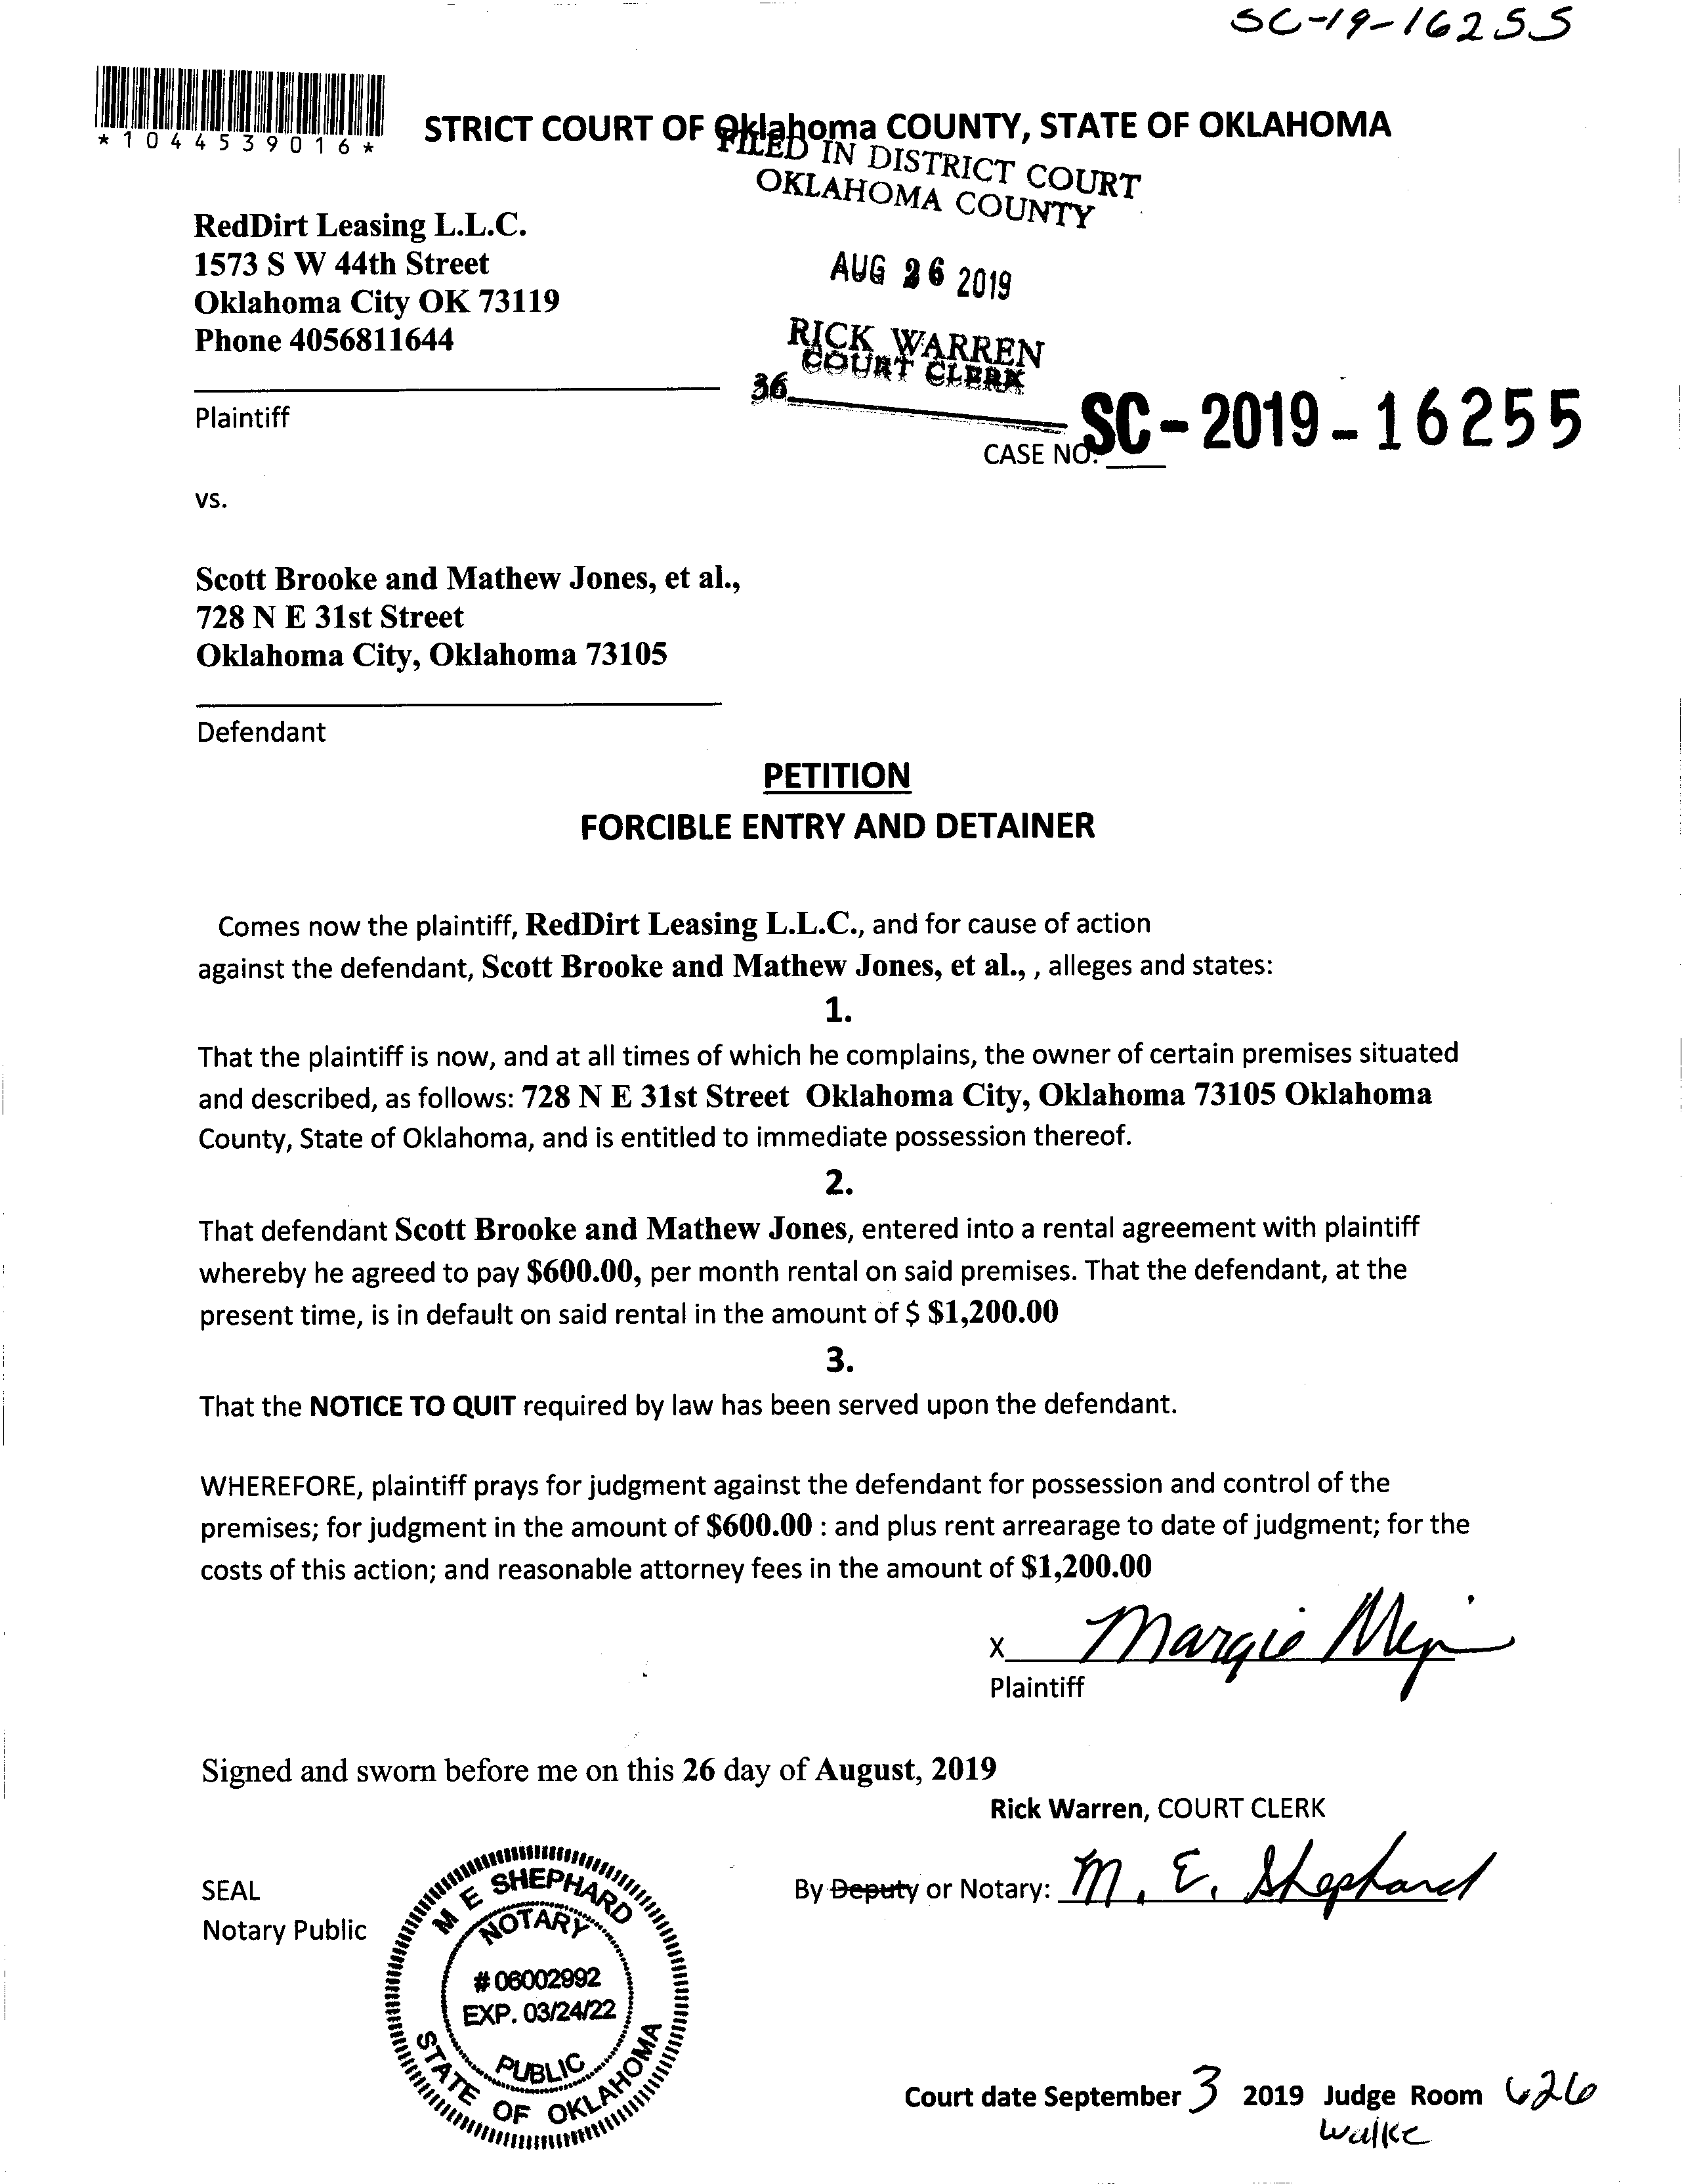 SC-19-16255
*1044539016*
STRICT COURT OF Oklahoma COUNTY, STATE OF OKLAHOMA
FILED IN DISTRICT COURT
OKLAHOMA COUNTY
RedDirt Leasing L.L.C.
1573 S W 44th Street
Oklahoma City OK 73119
Phone 4056811644
AUG 26 2019
RICK WARREN
COURT CLERK
36
Plaintiff
CASE NO. SC-2019-16255
vs.
Scott Brooke and Mathew Jones, et al.,
728 N E 31st Street
Oklahoma City, Oklahoma 73105
Defendant
PETITION
FORCIBLE ENTRY AND DETAINER
Comes now the plaintiff, RedDirt Leasing L.L.C., and for cause of action
against the defendant, Scott Brooke and Mathew Jones, et al., , alleges and states:
1.
That the plaintiff is now, and at all times of which he complains, the owner of certain premises situated
and described, as follows: 728 N E 31st Street Oklahoma City, Oklahoma 73105 Oklahoma
County, State of Oklahoma, and is entitled to immediate possession thereof.
2.
That defendant Scott Brooke and Mathew Jones, entered into a rental agreement with plaintiff
whereby he agreed to pay $600.00, per month rental on said premises. That the defendant, at the
present time, is in default on said rental in the amount of $ $1,200.00
3.
That the NOTICE TO QUIT required by law has been served upon the defendant.
WHEREFORE, plaintiff prays for judgment against the defendant for possession and control of the
premises; for judgment in the amount of $600.00 : and plus rent arrearage to date of judgment; for the
costs of this action; and reasonable attorney fees in the amount of $1,200.00
X Margie
Plaintiff
Signed and sworn before me on this 26 day of August, 2019
Rick Warren, COURT CLERK
SEAL
Notary Public
By Deputy or Notary: M. E. Shephard
M E SHEPHARD
NOTARY
# 06002992
EXP. 03/24/22
PUBLIC
STATE OF OKLAHOMA
Court date September 3 2019 Judge Room 626
Walke